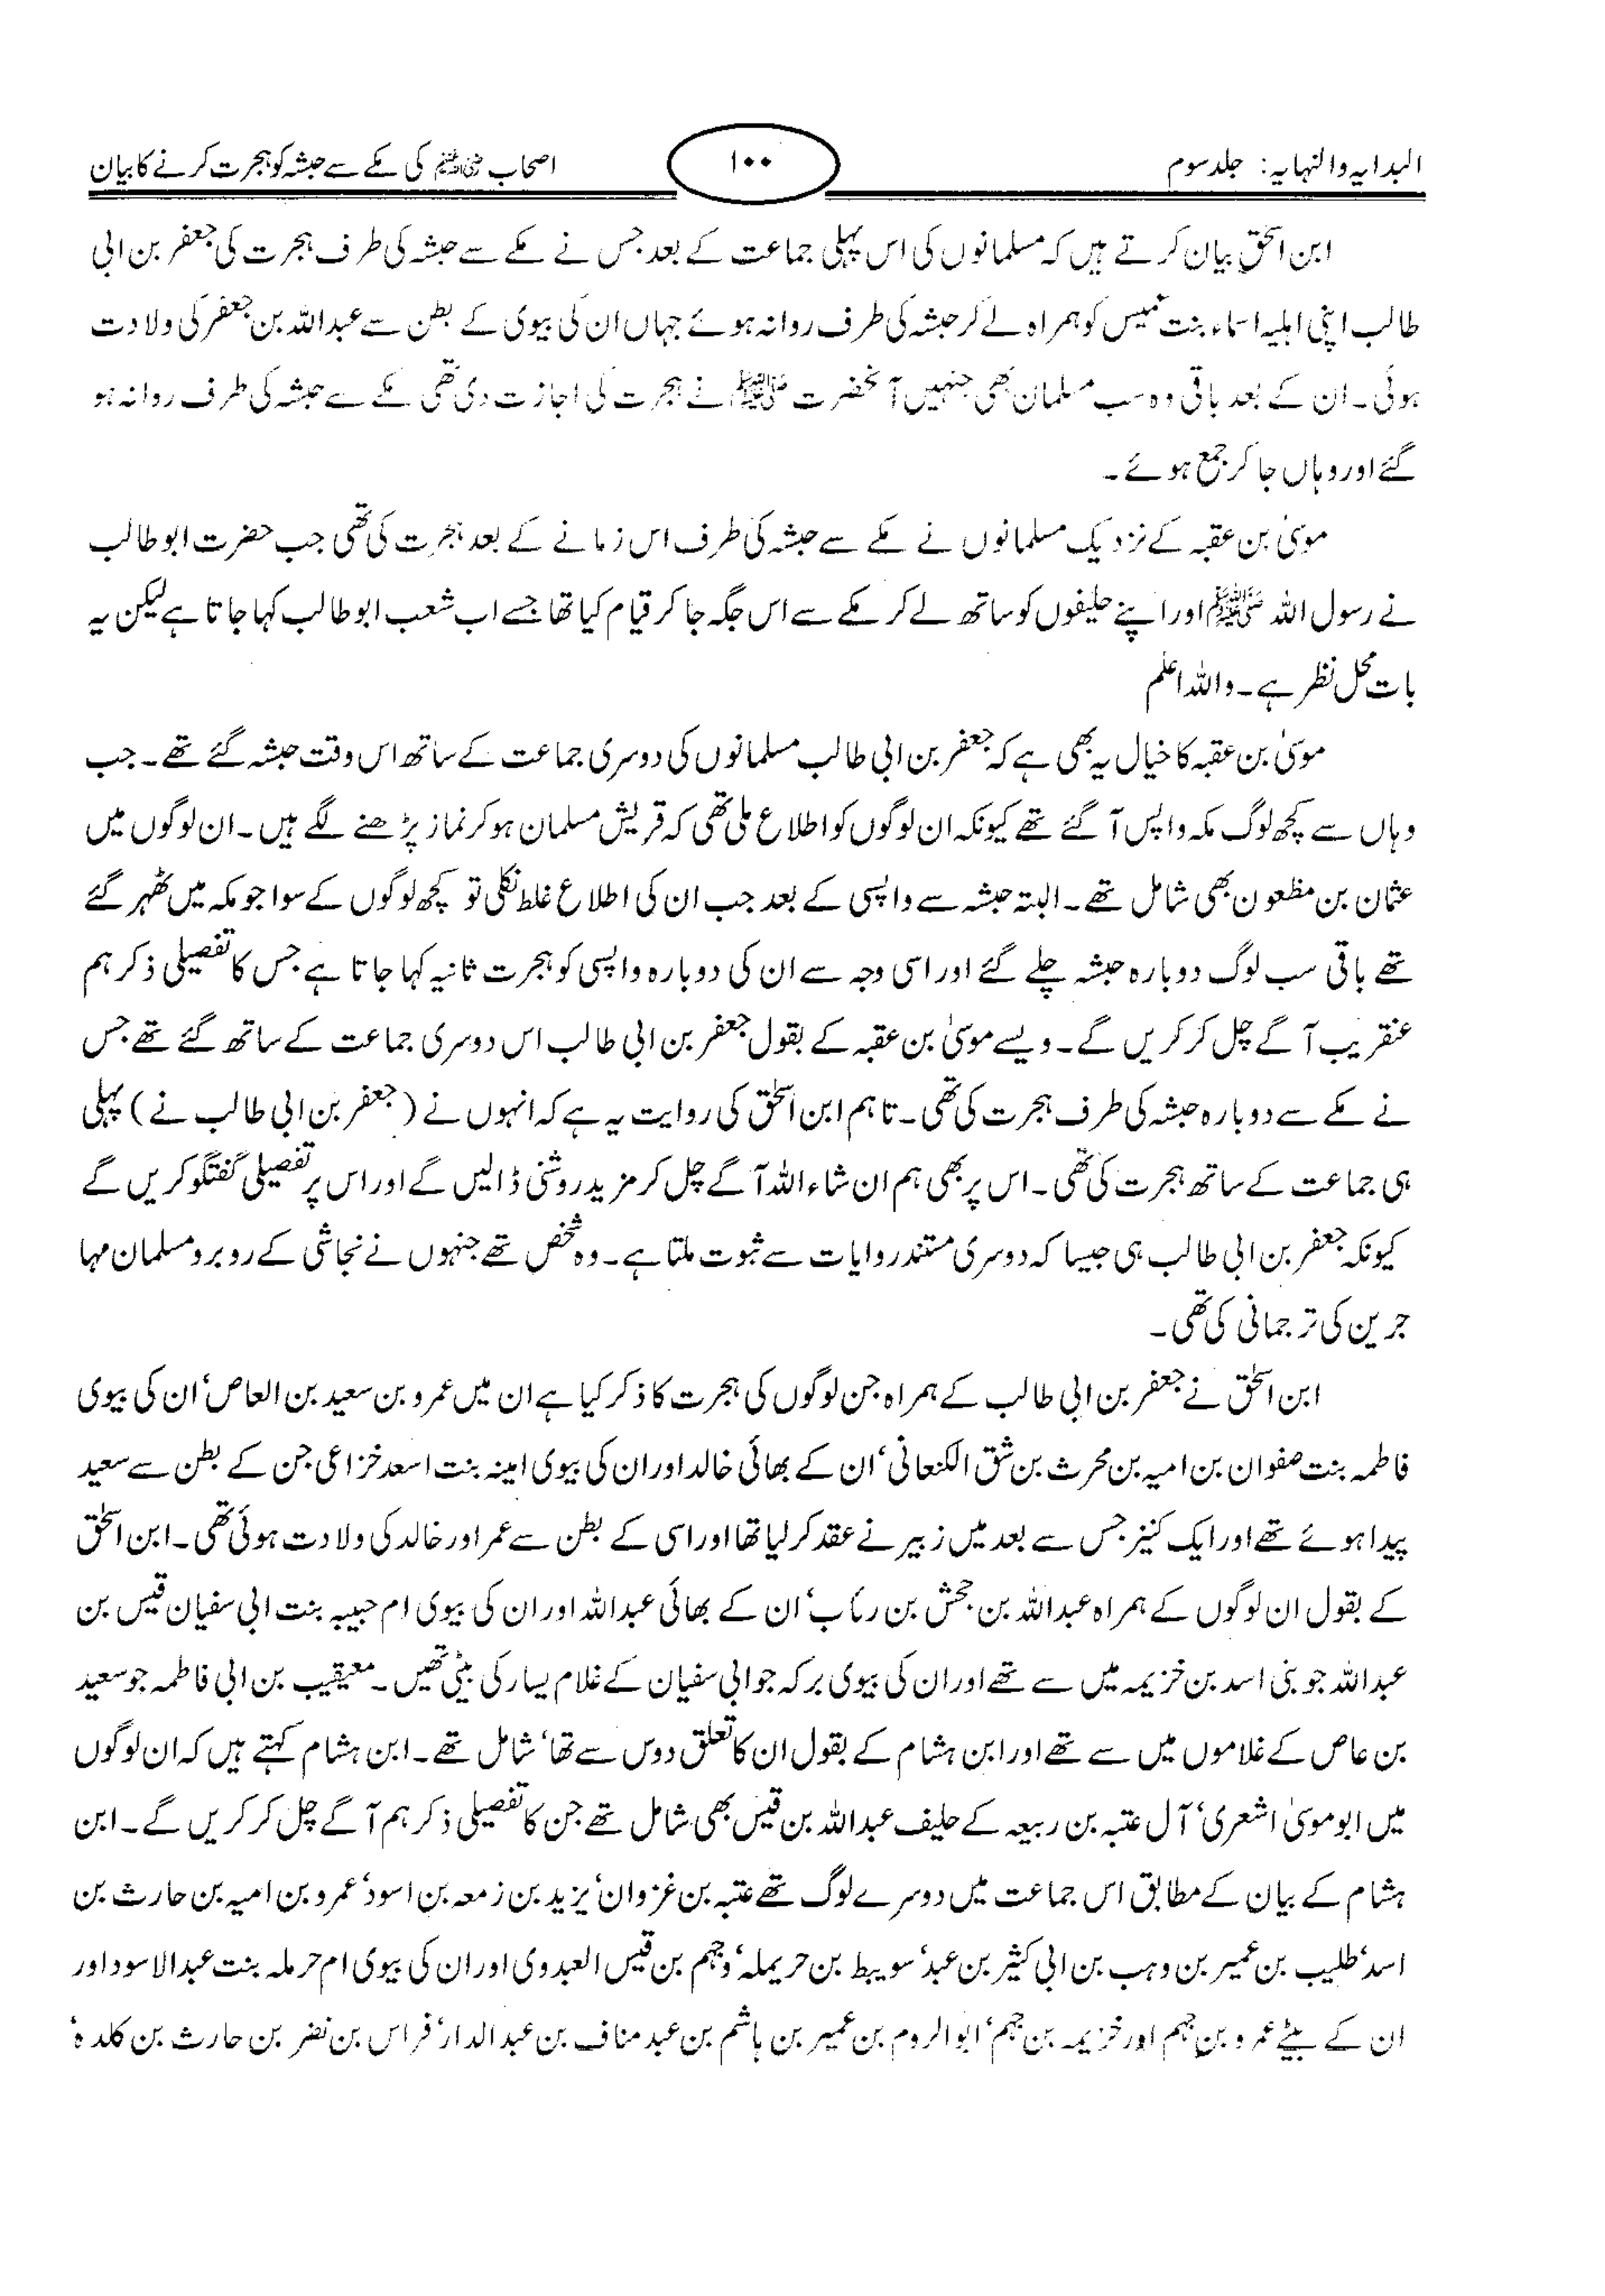 البدایہ والنہایہ: جلد سوم
۱۰۰
اصحاب ﷺ کی مکے سے حبشہ کو ہجرت کرنے کا بیان
ابن اسحٰق بیان کرتے ہیں کہ مسلمانوں کی اس پہلی جماعت کے بعد جس نے مکے سے حبشہ کی طرف ہجرت کی جعفر بن ابی
طالب اپنی اہلیہ اسماء بنت عمیس کو ہمراہ لے کر حبشہ کی طرف روانہ ہوئے جہاں ان کی بیوی کے بطن سے عبداللہ بن جعفر کی ولادت
ہوئی۔ ان کے بعد باقی وہ سب مسلمان بھی جنہیں آنحضرت ﷺ نے ہجرت کی اجازت دی تھی مکے سے حبشہ کی طرف روانہ ہو
گئے اور وہاں جا کر جمع ہوئے۔
موسیٰ بن عقبہ کے نزدیک مسلمانوں نے مکے سے حبشہ کی طرف اس زمانے کے بعد ہجرت کی تھی جب حضرت ابو طالب
نے رسول اللہ ﷺ اور اپنے حلیفوں کو ساتھ لے کر مکے سے اس جگہ جا کر قیام کیا تھا جسے اب شعب ابو طالب کہا جاتا ہے لیکن یہ
بات محل نظر ہے۔ واللہ اعلم
موسیٰ بن عقبہ کا خیال یہ بھی ہے کہ جعفر بن ابی طالب مسلمانوں کی دوسری جماعت کے ساتھ اس وقت حبشہ گئے تھے۔ جب
وہاں سے کچھ لوگ مکہ واپس آ گئے تھے کیونکہ ان لوگوں کو اطلاع ملی تھی کہ قریش مسلمان ہو کر نماز پڑھنے لگے ہیں۔ ان لوگوں میں
عثمان بن مظعون بھی شامل تھے۔ البتہ حبشہ سے واپسی کے بعد جب ان کی اطلاع غلط نکلی تو کچھ لوگوں کے سوا جو مکہ میں ٹھہر گئے
تھے باقی سب لوگ دوبارہ حبشہ چلے گئے اور اسی وجہ سے ان کی دوبارہ واپسی کو ہجرت ثانیہ کہا جاتا ہے جس کا تفصیلی ذکر ہم
عنقریب آگے چل کر کریں گے۔ ویسے موسیٰ بن عقبہ کے بقول جعفر بن ابی طالب اس دوسری جماعت کے ساتھ گئے تھے جس
نے مکے سے دوبارہ حبشہ کی طرف ہجرت کی تھی۔ تاہم ابن اسحٰق کی روایت یہ ہے کہ انہوں نے (جعفر بن ابی طالب نے) پہلی
ہی جماعت کے ساتھ ہجرت کی تھی۔ اس پر بھی ہم ان شاء اللہ آگے چل کر مزید روشنی ڈالیں گے اور اس پر تفصیلی گفتگو کریں گے
کیونکہ جعفر بن ابی طالب ہی جیسا کہ دوسری مستند روایات سے ثبوت ملتا ہے۔ وہ شخص تھے جنہوں نے نجاشی کے روبرو مسلمان مہا
جرین کی ترجمانی کی تھی۔
ابن اسحٰق نے جعفر بن ابی طالب کے ہمراہ جن لوگوں کی ہجرت کا ذکر کیا ہے ان میں عمرو بن سعید بن العاص‘ ان کی بیوی
فاطمہ بنت صفوان بن امیہ بن محرث بن شق الکنعانی‘ ان کے بھائی خالد اور ان کی بیوی امینہ بنت اسعد خزاعی جن کے بطن سے سعید
پیدا ہوئے تھے اور ایک کنیز جس سے بعد میں زبیر نے عقد کر لیا تھا اور اسی کے بطن سے عمر اور خالد کی ولادت ہوئی تھی۔ ابن اسحٰق
کے بقول ان لوگوں کے ہمراہ عبداللہ بن جحش بن رئاب‘ ان کے بھائی عبداللہ اور ان کی بیوی ام حبیبہ بنت ابی سفیان قیس بن
عبداللہ جو بنی اسد بن خزیمہ میں سے تھے اور ان کی بیوی برکہ جو ابی سفیان کے غلام یسار کی بیٹی تھیں۔ معیقیب بن ابی فاطمہ جو سعید
بن عاص کے غلاموں میں سے تھے اور ابن ہشام کے بقول ان کا تعلق دوس سے تھا‘ شامل تھے۔ ابن ہشام کہتے ہیں کہ ان لوگوں
میں ابو موسیٰ اشعری‘ آل عتبہ بن ربیعہ کے حلیف عبداللہ بن قیس بھی شامل تھے جن کا تفصیلی ذکر ہم آگے چل کر کریں گے۔ ابن
ہشام کے بیان کے مطابق اس جماعت میں دوسرے لوگ تھے عتبہ بن غزوان‘ یزید بن زمعہ بن اسود‘ عمرو بن امیہ بن حارث بن
اسد‘ طلیب بن عمیر بن وہب بن ابی کثیر بن عبد‘ سویبط بن حریملہ‘ وجہم بن قیس العبدوی اور ان کی بیوی ام حرملہ بنت عبدالاسود اور
ان کے بیٹے عمرو بن جہم اور خزیمہ بن جہم‘ ابو الروم بن عمیر بن ہاشم بن عبد مناف بن عبدالدار‘ فراس بن نضر بن حارث بن کلدہ‘